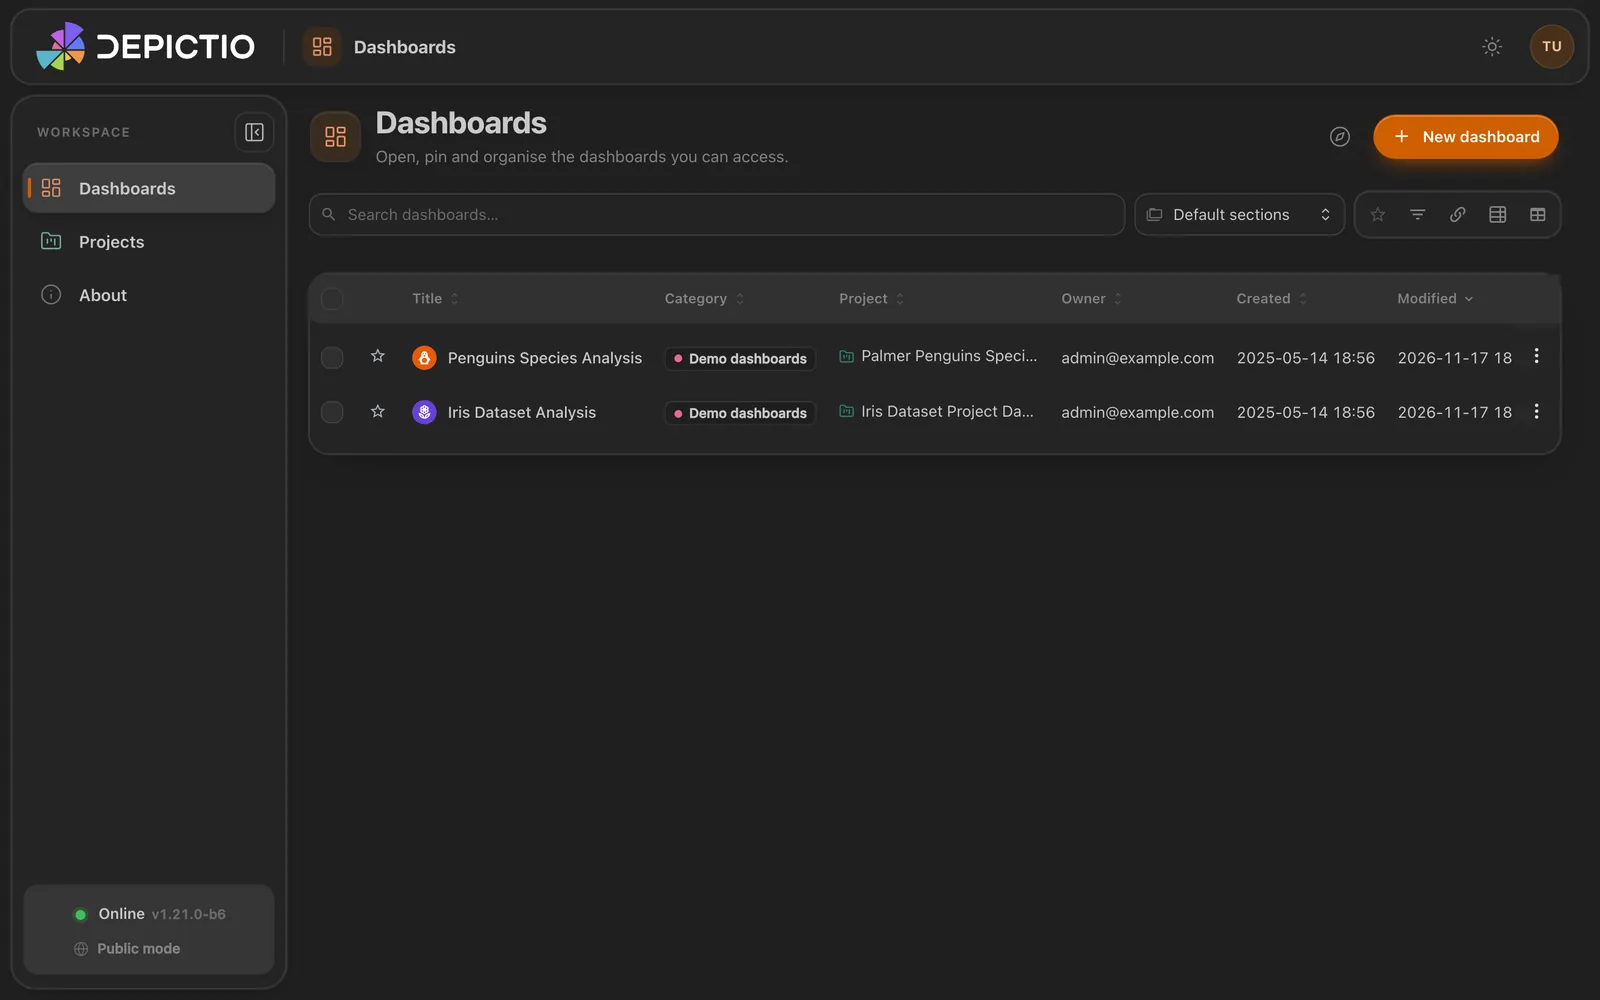 DEPICTIO
Dashboards
TU
WORKSPACE
Dashboards
Projects
About
Dashboards
Open, pin and organise the dashboards you can access.
New dashboard
Search dashboards...
Default sections
Title Category Project Owner Created Modified
Penguins Species Analysis Demo dashboards Palmer Penguins Speci... admin@example.com 2025-05-14 18:56 2026-11-17 18
Iris Dataset Analysis Demo dashboards Iris Dataset Project Da... admin@example.com 2025-05-14 18:56 2026-11-17 18
Online v1.21.0-b6
Public mode